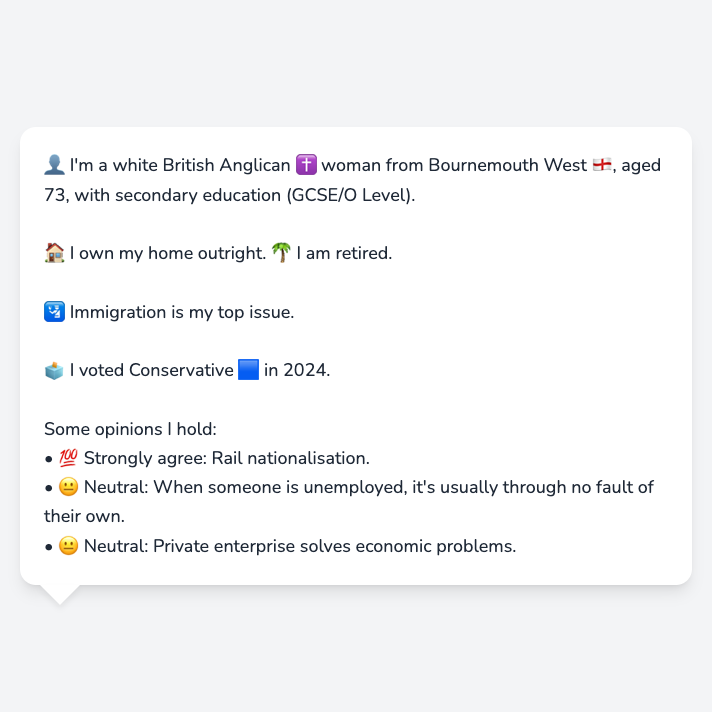 👤 I'm a white British Anglican ✝️ woman from Bournemouth West 🏴󠁧󠁢󠁥󠁮󠁧󠁿, aged
73, with secondary education (GCSE/O Level).
🏠 I own my home outright. 🌴 I am retired.
🛂 Immigration is my top issue.
🗳️ I voted Conservative 🟦 in 2024.
Some opinions I hold:
• 💯 Strongly agree: Rail nationalisation.
• 😐 Neutral: When someone is unemployed, it's usually through no fault of
their own.
• 😐 Neutral: Private enterprise solves economic problems.